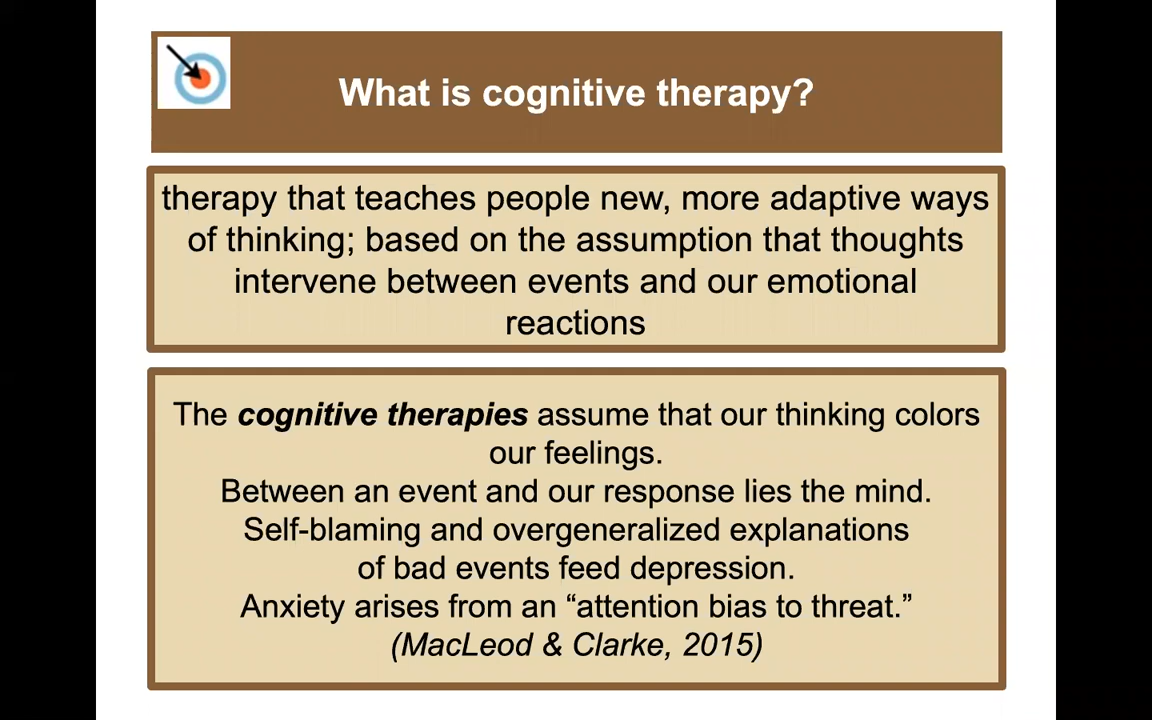 What is cognitive therapy?
therapy that teaches people new, more adaptive ways
of thinking; based on the assumption that thoughts
intervene between events and our emotional
reactions
The cognitive therapies assume that our thinking colors
our feelings.
Between an event and our response lies the mind.
Self-blaming and overgeneralized explanations
of bad events feed depression.
Anxiety arises from an “attention bias to threat.”
(MacLeod & Clarke, 2015)